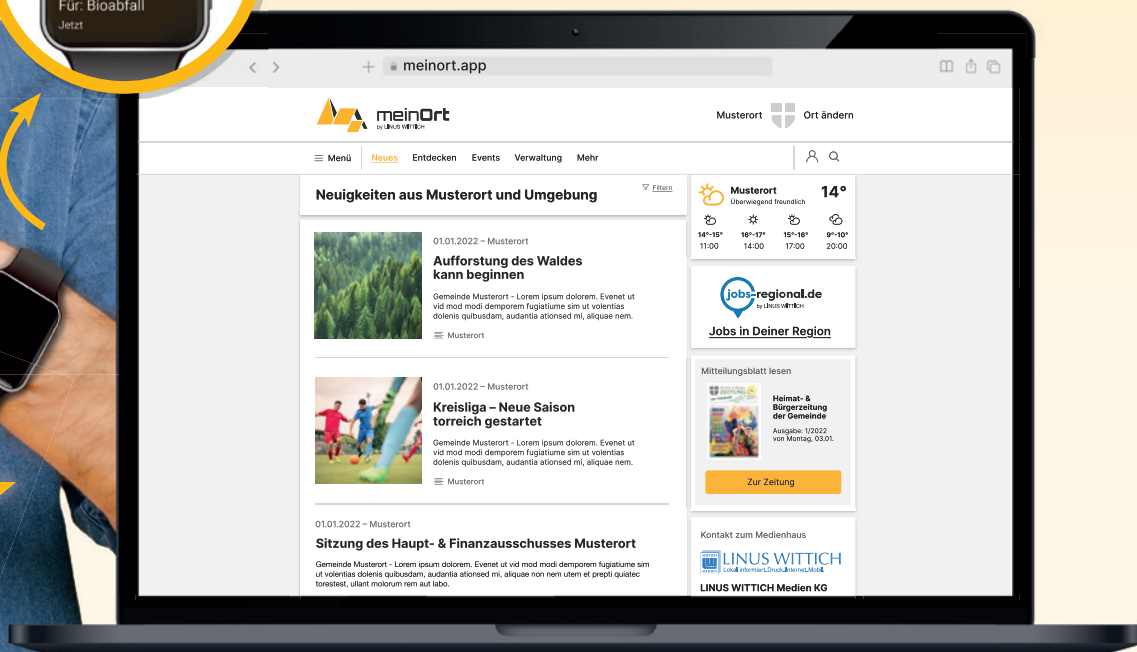 Für: Bioabfall
Jetzt
meinort.app
meinOrt
by LINUS WITTICH
Musterort
Ort ändern
Menü
Neues
Entdecken
Events
Verwaltung
Mehr
Neuigkeiten aus Musterort und Umgebung
Filtern
01.01.2022 – Musterort
Aufforstung des Waldes
kann beginnen
Gemeinde Musterort - Lorem ipsum dolorem. Evenet ut
vid mod modi demporem fugiatiume sim ut volentias
dolenis quibusdam, audantia ationsed mi, aliquae nem.
Musterort
01.01.2022 – Musterort
Kreisliga – Neue Saison
torreich gestartet
Gemeinde Musterort - Lorem ipsum dolorem. Evenet ut
vid mod modi demporem fugiatiume sim ut volentias
dolenis quibusdam, audantia ationsed mi, aliquae nem.
Musterort
01.01.2022 – Musterort
Sitzung des Haupt- & Finanzausschusses Musterort
Gemeinde Musterort - Lorem ipsum dolorem. Evenet ut vid mod modi demporem fugiatiume sim
ut volentias dolenis quibusdam, audantia ationsed mi, aliquae non nem utem et prepti quiatec
torestest, ullant molorum rem aut labo.
Musterort
14°
Überwiegend freundlich
14°-15° 16°-17° 15°-16° 9°-10°
11:00 14:00 17:00 20:00
jobs-regional.de
by LINUS WITTICH
Jobs in Deiner Region
Mitteilungsblatt lesen
ZEITUNG
Heimat- &
Bürgerzeitung
der Gemeinde
Ausgabe: 1/2022
von Montag, 03.01.
Zur Zeitung
Kontakt zum Medienhaus
LINUS WITTICH
Lokal informiert.Druck.Internet.Mobil.
LINUS WITTICH Medien KG